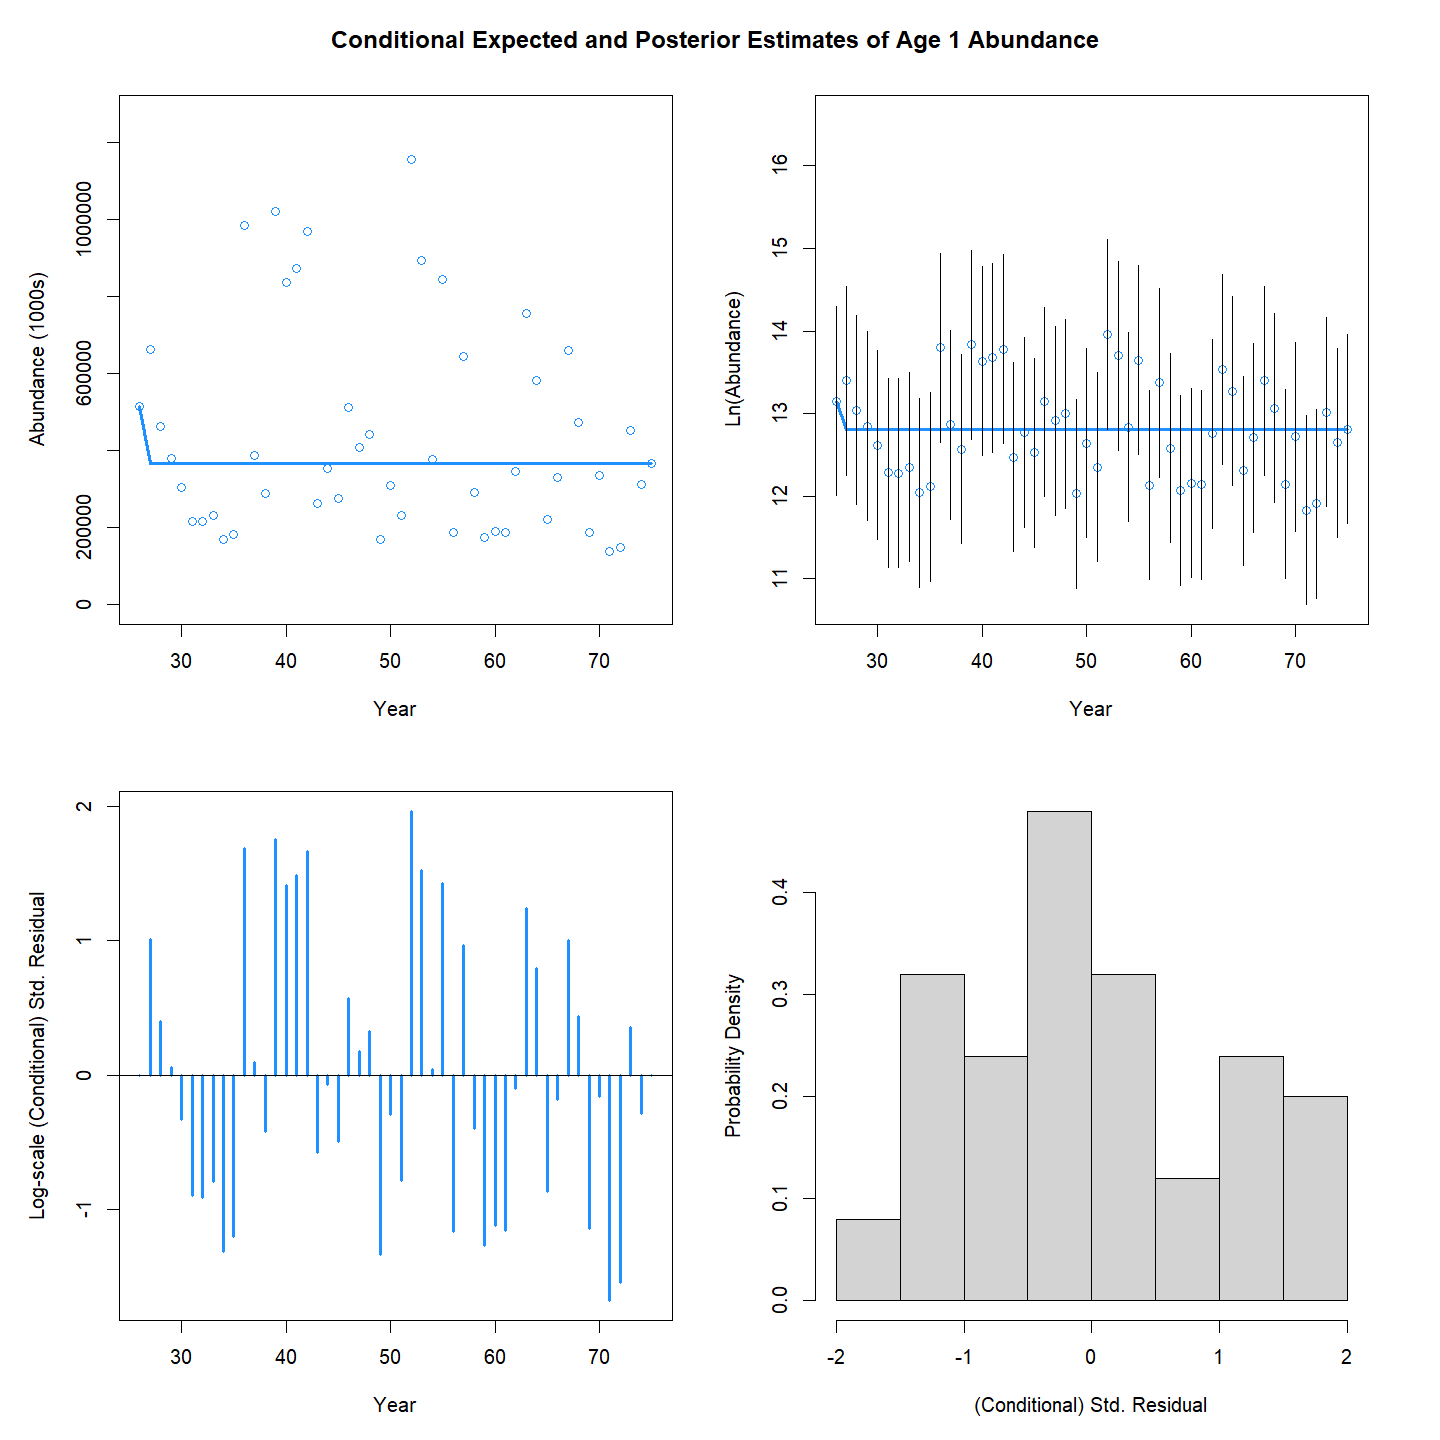 Conditional Expected and Posterior Estimates of Age 1 Abundance
Abundance (1000s)
0
200000
600000
1000000
30 40 50 60 70
Year
Ln(Abundance)
11
12
13
14
15
16
30 40 50 60 70
Year
Log-scale (Conditional) Std. Residual
-1
0
1
2
30 40 50 60 70
Year
Probability Density
0.0
0.1
0.2
0.3
0.4
-2 -1 0 1 2
(Conditional) Std. Residual